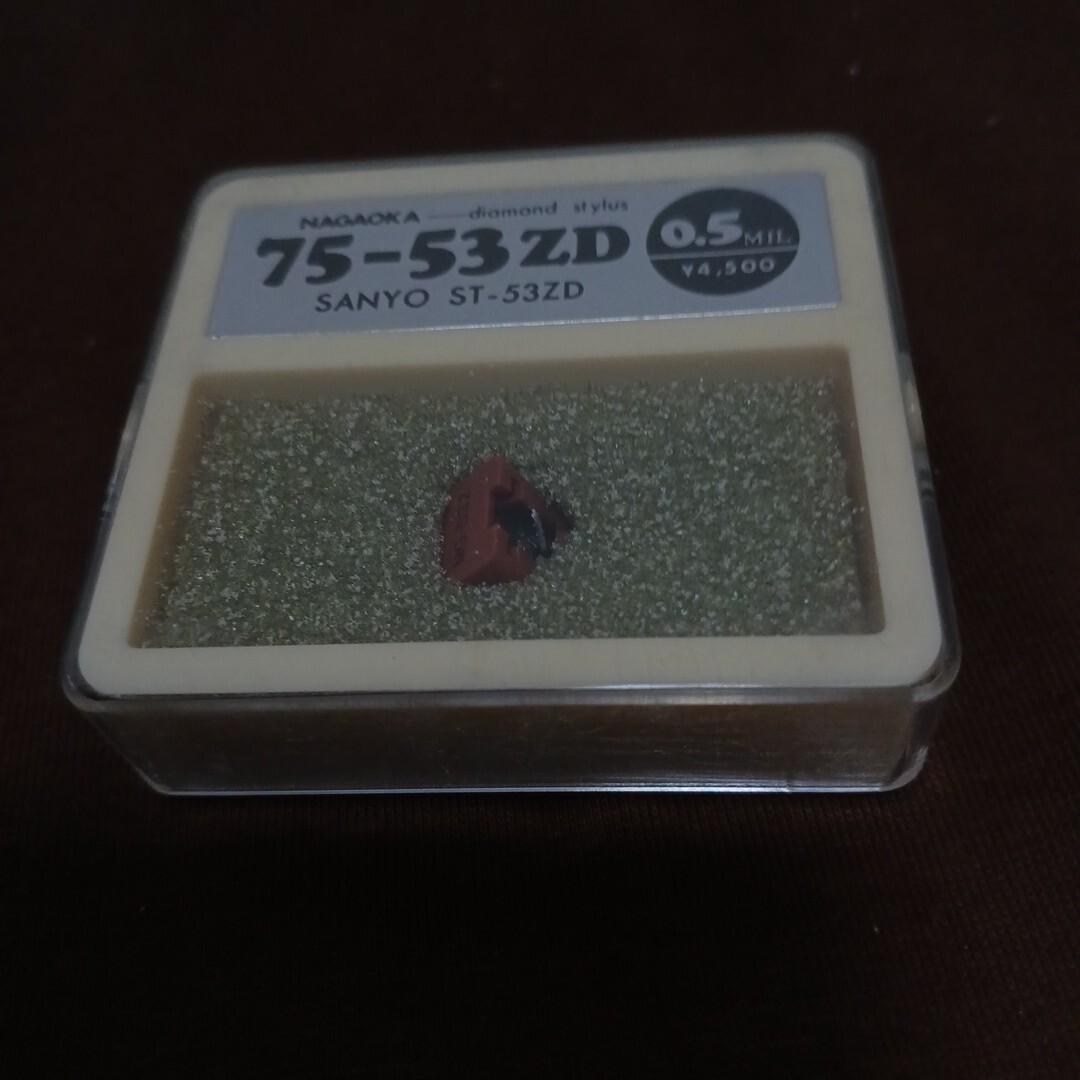 NAGAOKA — diamond stylus
75-53ZD
SANYO ST-53ZD
0.5MIL
¥4,500